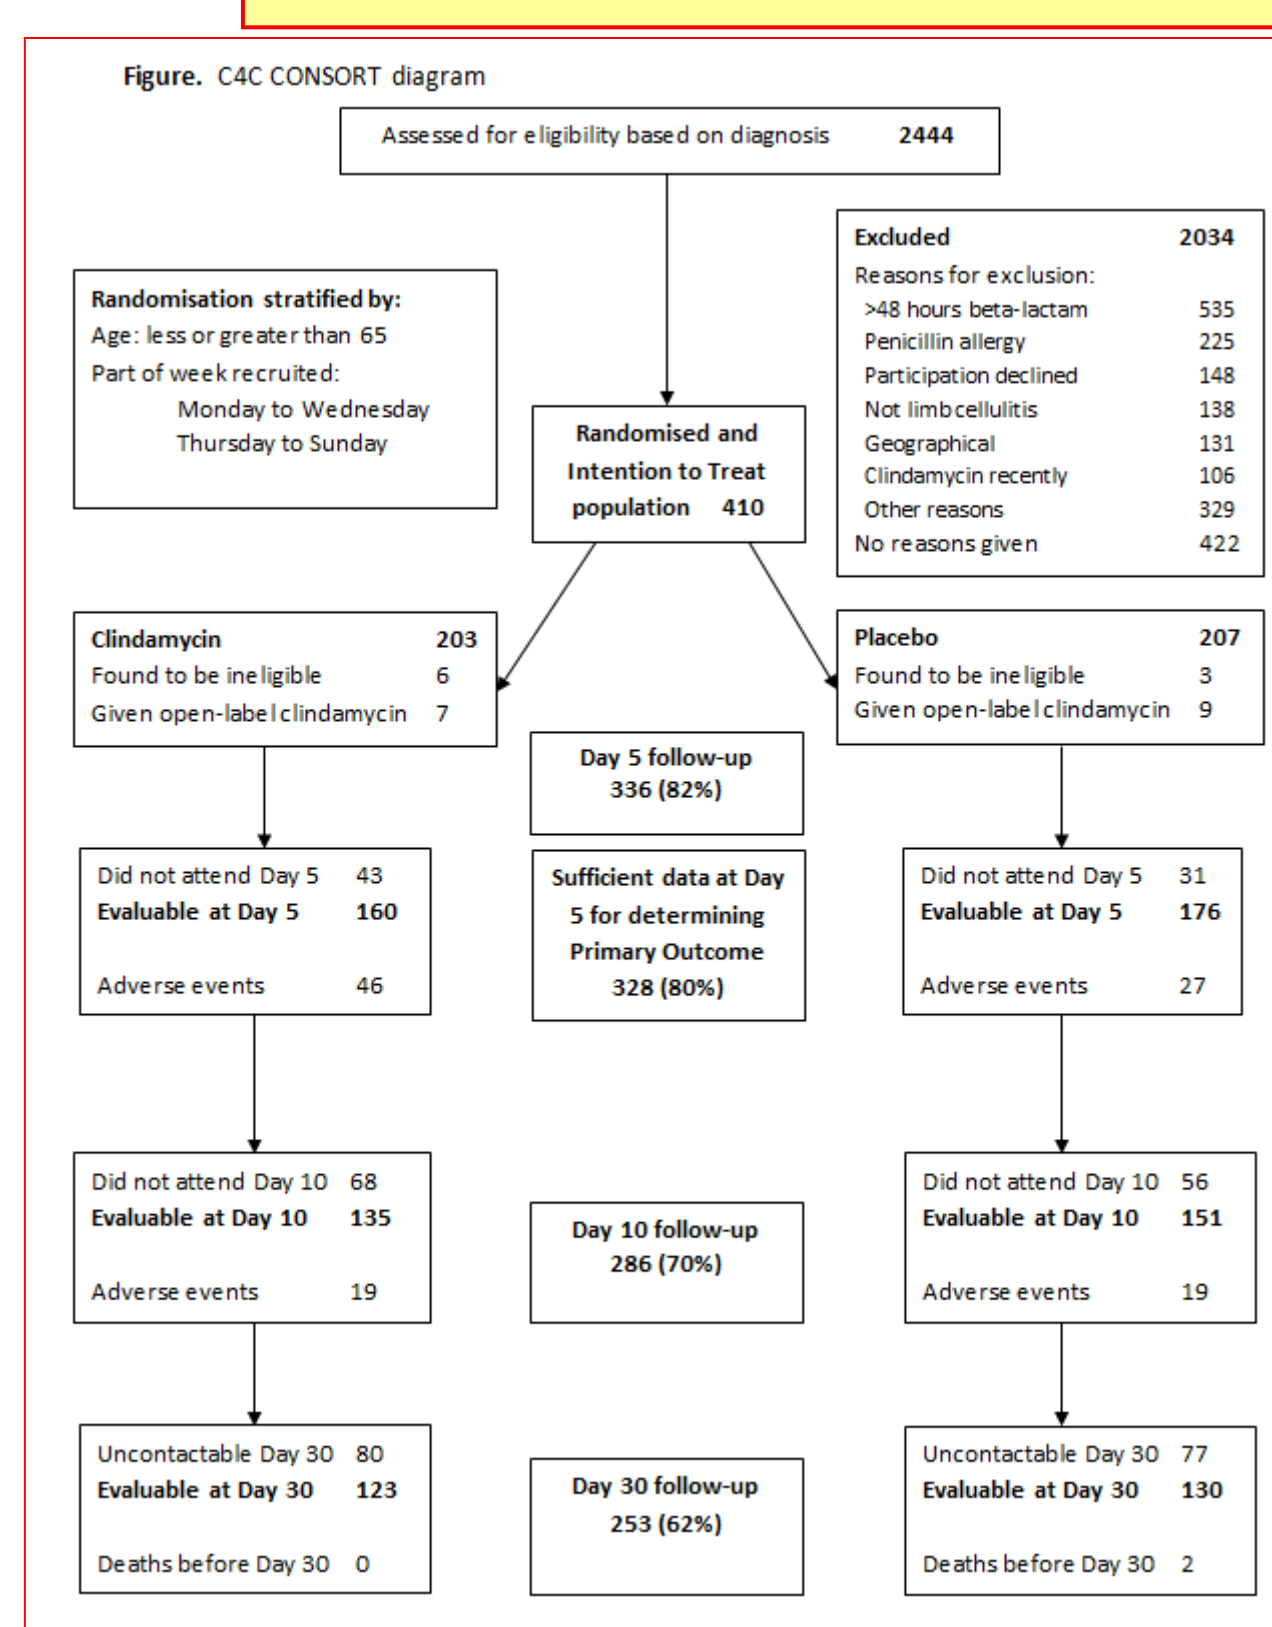 Figure. C4C CONSORT diagram
Assessed for eligibility based on diagnosis 2444
Excluded 2034
Reasons for exclusion:
>48 hours beta-lactam 535
Penicillin allergy 225
Participation declined 148
Not limb cellulitis 138
Geographical 131
Clindamycin recently 106
Other reasons 329
No reasons given 422
Randomisation stratified by:
Age: less or greater than 65
Part of week recruited:
Monday to Wednesday
Thursday to Sunday
Randomised and
Intention to Treat
population 410
Clindamycin 203
Found to be ineligible 6
Given open-label clindamycin 7
Placebo 207
Found to be ineligible 3
Given open-label clindamycin 9
Day 5 follow-up
336 (82%)
Did not attend Day 5 43
Evaluable at Day 5 160
Adverse events 46
Sufficient data at Day
5 for determining
Primary Outcome
328 (80%)
Did not attend Day 5 31
Evaluable at Day 5 176
Adverse events 27
Did not attend Day 10 68
Evaluable at Day 10 135
Adverse events 19
Day 10 follow-up
286 (70%)
Did not attend Day 10 56
Evaluable at Day 10 151
Adverse events 19
Uncontactable Day 30 80
Evaluable at Day 30 123
Deaths before Day 30 0
Day 30 follow-up
253 (62%)
Uncontactable Day 30 77
Evaluable at Day 30 130
Deaths before Day 30 2